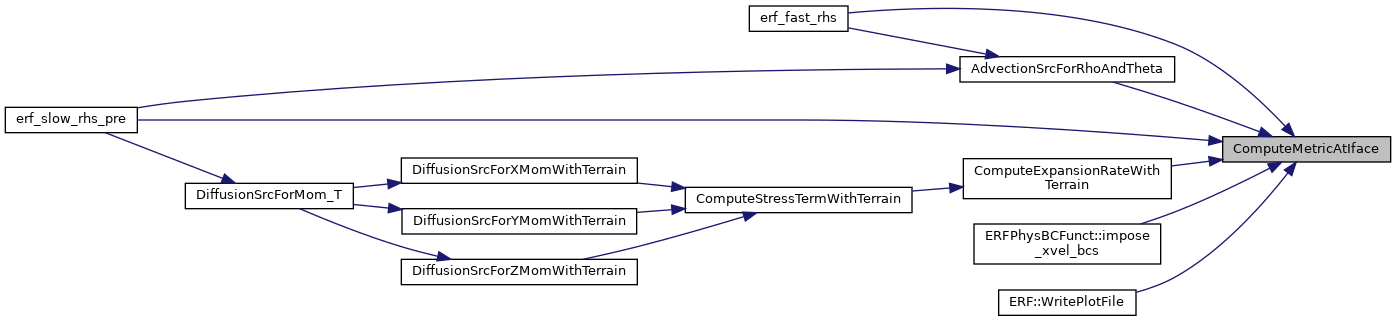 erf_fast_rhs
AdvectionSrcForRhoAndTheta
erf_slow_rhs_pre
ComputeMetricAtIface
DiffusionSrcForXMomWithTerrain
ComputeExpansionRateWith
Terrain
DiffusionSrcForMom_T
ComputeStressTermWithTerrain
DiffusionSrcForYMomWithTerrain
ERFPhysBCFunct::impose
_xvel_bcs
DiffusionSrcForZMomWithTerrain
ERF::WritePlotFile